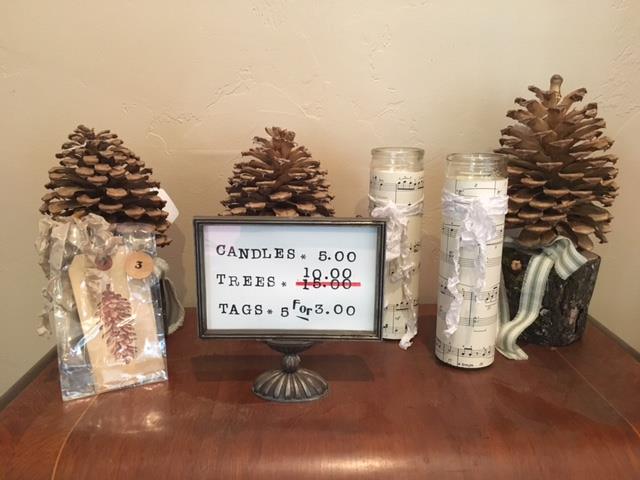 CANDLES* 5.00
10.00
TREES* 15.00
TAGS* 5 For 3.00
3